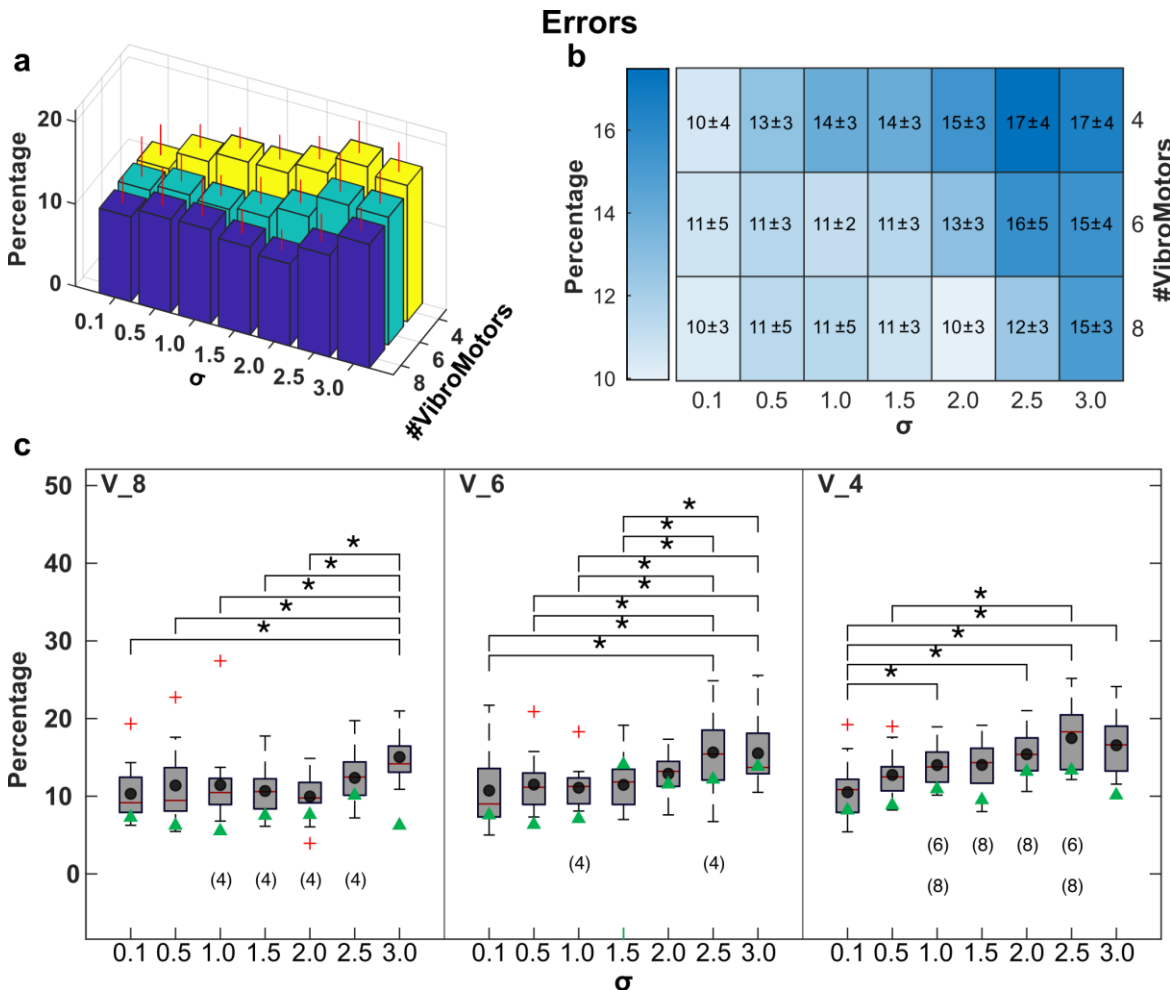 Errors
a
20
10
0
Percentage
0.1
0.5
1.0
1.5
2.0
2.5
3.0
σ
4
6
8
#VibroMotors
b
16
14
12
10
Percentage
10±4 13±3 14±3 14±3 15±3 17±4 17±4
11±5 11±3 11±2 11±3 13±3 16±5 15±4
10±3 11±5 11±5 11±3 10±3 12±3 15±3
4
6
8
#VibroMotors
0.1 0.5 1.0 1.5 2.0 2.5 3.0
σ
c
50
40
30
20
10
0
Percentage
V_8
*
*
*
*
*
(4) (4) (4) (4)
0.1 0.5 1.0 1.5 2.0 2.5 3.0
V_6
*
*
*
*
*
*
*
*
(4) (4)
0.1 0.5 1.0 1.5 2.0 2.5 3.0
V_4
*
*
*
*
*
(6) (8) (8) (6)
(8) (8)
0.1 0.5 1.0 1.5 2.0 2.5 3.0
σ